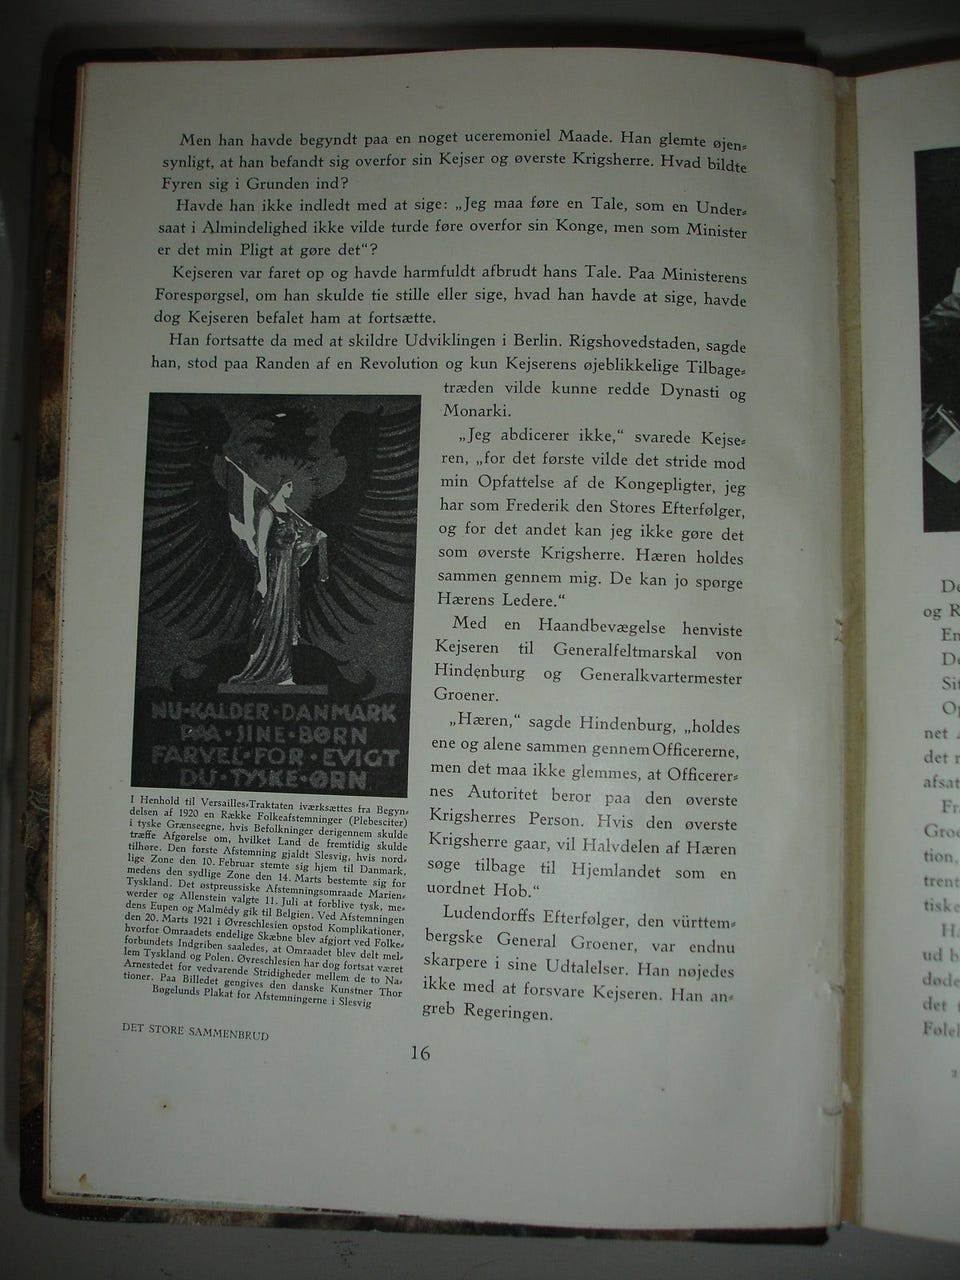 Men han havde begyndt paa en noget uceremoniel Maade. Han glemte øjen=
synligt, at han befandt sig overfor sin Kejser og øverste Krigsherre. Hvad bildte
Fyren sig i Grunden ind?
Havde han ikke indledt med at sige: „Jeg maa føre en Tale, som en Under=
saat i Almindelighed ikke vilde turde føre overfor sin Konge, men som Minister
er det min Pligt at gøre det“?
Kejseren var faret op og havde harmfuldt afbrudt hans Tale. Paa Ministerens
Forespørgsel, om han skulde tie stille eller sige, hvad han havde at sige, havde
dog Kejseren befalet ham at fortsætte.
Han fortsatte da med at skildre Udviklingen i Berlin. Rigshovedstaden, sagde
han, stod paa Randen af en Revolution og kun Kejserens øjeblikkelige Tilbage=
træden vilde kunne redde Dynasti og
Monarki.
„Jeg abdicerer ikke,“ svarede Kejse=
ren, „for det første vilde det stride mod
min Opfattelse af de Kongepligter, jeg
har som Frederik den Stores Efterfølger,
og for det andet kan jeg ikke gøre det
som øverste Krigsherre. Hæren holdes
sammen gennem mig. De kan jo spørge
Hærens Ledere.“
Med en Haandbevægelse henviste
Kejseren til Generalfeltmarskal von
Hindenburg og Generalkvartermester
Groener.
„Hæren,“ sagde Hindenburg, „holdes
ene og alene sammen gennem Officererne,
men det maa ikke glemmes, at Officerer=
nes Autoritet beror paa den øverste
Krigsherres Person. Hvis den øverste
Krigsherre gaar, vil Halvdelen af Hæren
søge tilbage til Hjemlandet som en
uordnet Hob.“
Ludendorffs Efterfølger, den vürttem=
bergske General Groener, var endnu
skarpere i sine Udtalelser. Han nøjedes
ikke med at forsvare Kejseren. Han an=
greb Regeringen.
NU·KALDER·DANMARK
PAA·SINE·BØRN
FARVEL·FOR·EVIGT
DU·TYSKE·ØRN
I Henhold til Versailles=Traktaten iværksættes fra Begyn=
delsen af 1920 en Række Folkeafstemninger (Plebesciter)
i tyske Grænseegne, hvis Befolkninger derigennem skulde
træffe Afgørelse om, hvilket Land de fremtidig skulde
tilhøre. Den første Afstemning gjaldt Slesvig, hvis nord=
lige Zone den 10. Februar stemte sig hjem til Danmark,
medens den sydlige Zone den 14. Marts bestemte sig for
Tyskland. Det østpreussiske Afstemningsomraade Marien=
werder og Allenstein valgte 11. Juli at forblive tysk, me=
dens Eupen og Malmédy gik til Belgien. Ved Afstemningen
den 20. Marts 1921 i Øvreschlesien opstod Komplikationer,
hvorfor Omraadets endelige Skæbne blev afgjort ved Folke=
forbundets Indgriben saaledes, at Omraadet blev delt mel=
lem Tyskland og Polen. Øvreschlesien har dog fortsat været
Arnestedet for vedvarende Stridigheder mellem de to Na=
tioner. Paa Billedet gengives den danske Kunstner Thor
Bøgelunds Plakat for Afstemningerne i Slesvig
DET STORE SAMMENBRUD
16
og R
En
Sit
net
det
afsat
Fr
Groe
tion,
trent
tiske
ud b
døde
det
Følel